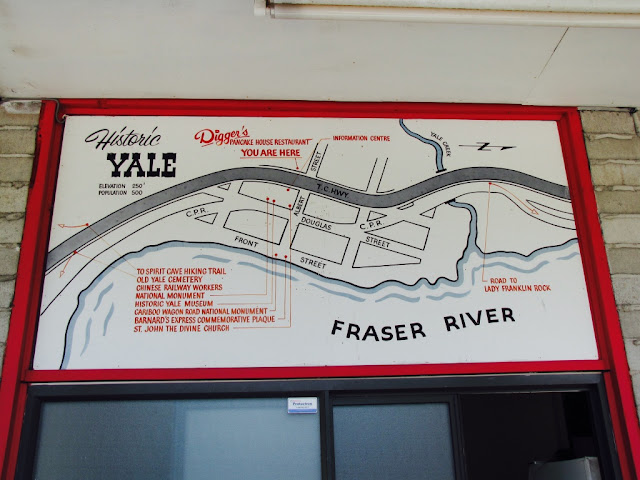 Historic
YALE
ELEVATION 250'
POPULATION 500
Digger's
PANCAKE HOUSE RESTAURANT
YOU ARE HERE
STREET
INFORMATION CENTRE
YALE CREEK
T.C. HWY
C.P.R.
ALBERT
DOUGLAS
STREET
C.P.R.
FRONT
STREET
TO SPIRIT CAVE HIKING TRAIL
OLD YALE CEMETERY
CHINESE RAILWAY WORKERS
NATIONAL MONUMENT
HISTORIC YALE MUSEUM
CARIBOO WAGON ROAD NATIONAL MONUMENT
BARNARD'S EXPRESS COMMEMORATIVE PLAQUE
ST. JOHN THE DIVINE CHURCH
ROAD TO
LADY FRANKLIN ROCK
FRASER RIVER